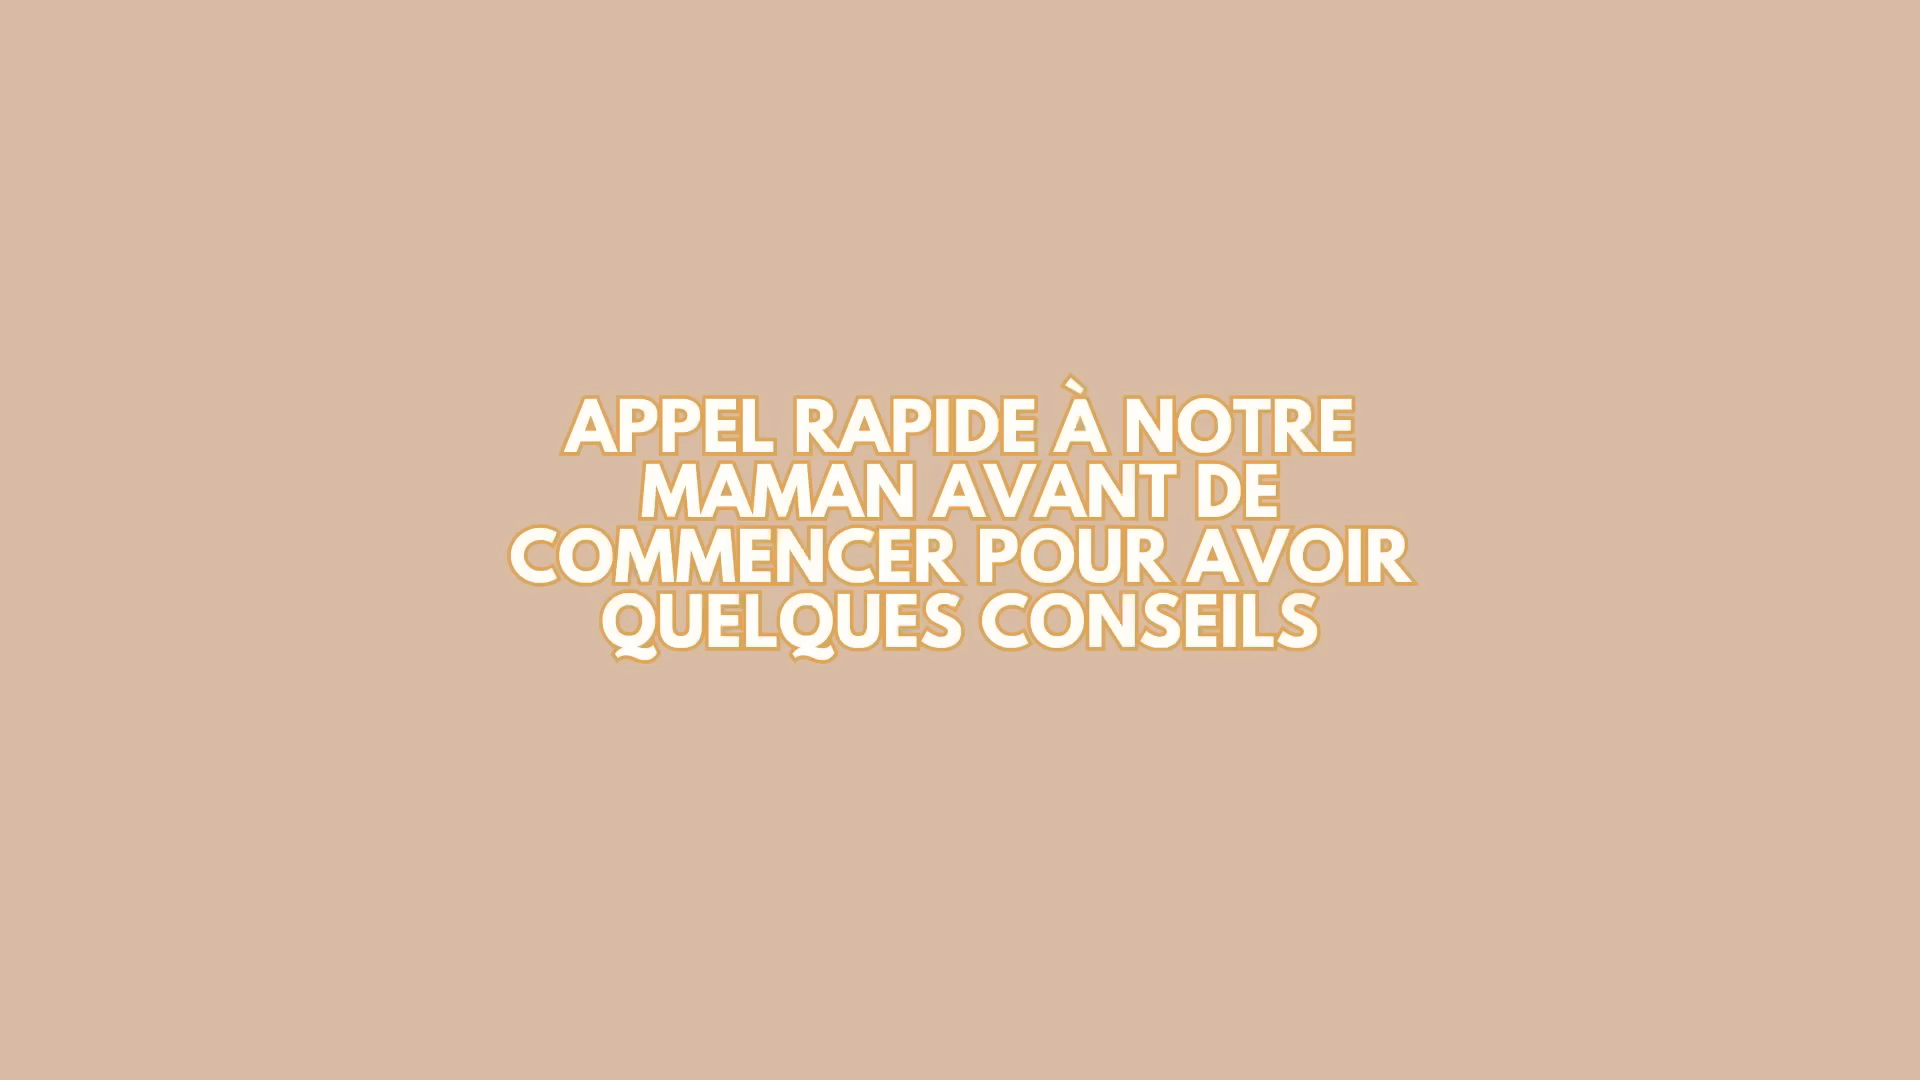 APPEL RAPIDE À NOTRE
MAMAN AVANT DE
COMMENCER POUR AVOIR
QUELQUES CONSEILS